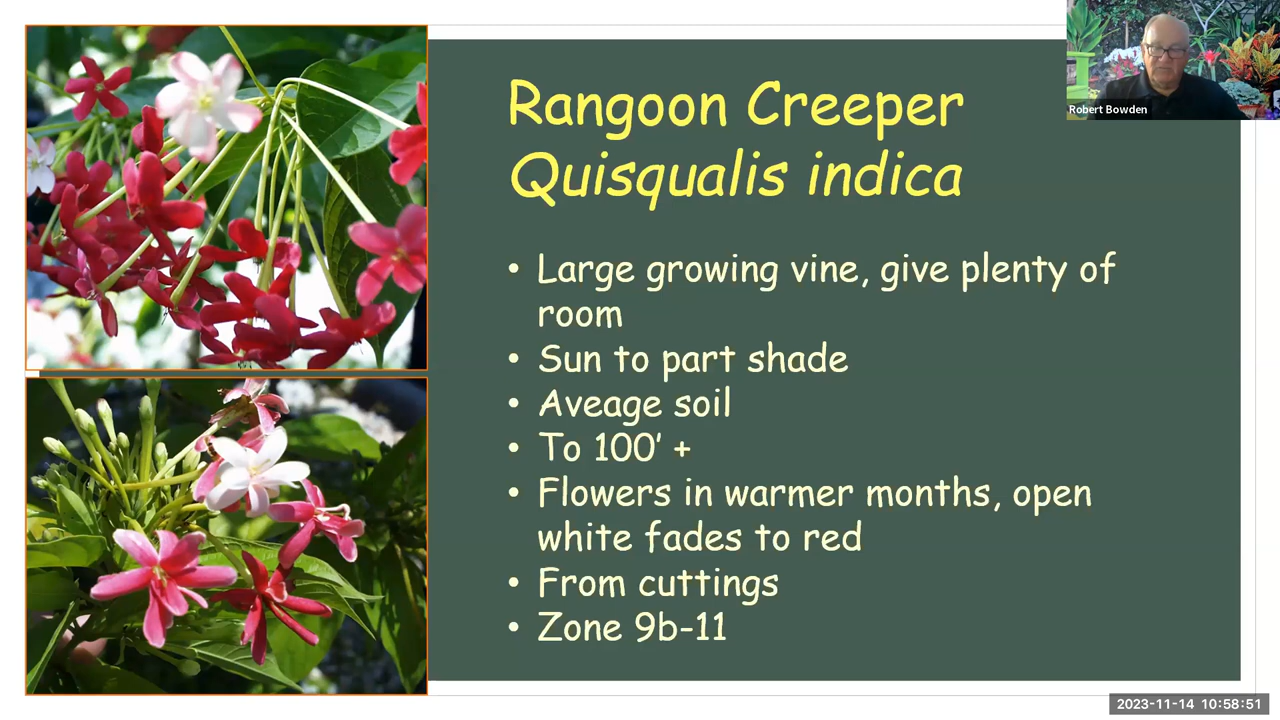 Rangoon Creeper
Quisqualis indica
• Large growing vine, give plenty of
room
• Sun to part shade
• Aveage soil
• To 100' +
• Flowers in warmer months, open
white fades to red
• From cuttings
• Zone 9b-11
Robert Bowden
2023-11-14 10:58:51